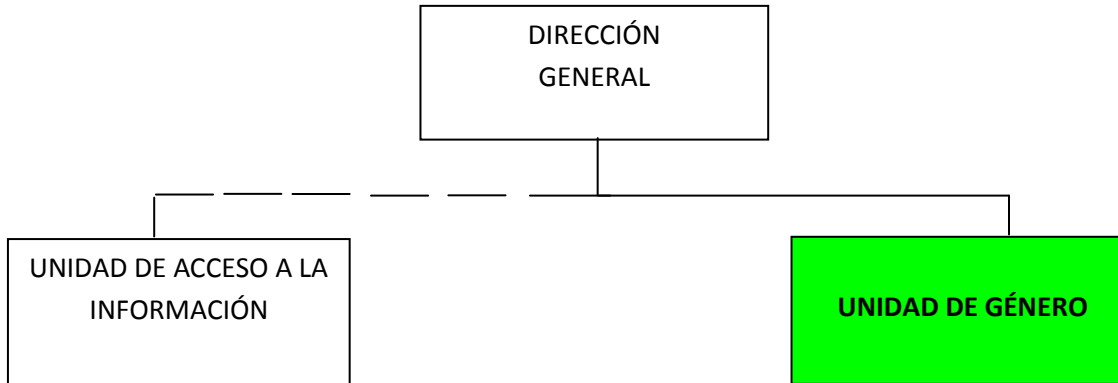 DIRECCIÓN
GENERAL
UNIDAD DE ACCESO A LA
INFORMACIÓN
UNIDAD DE GÉNERO